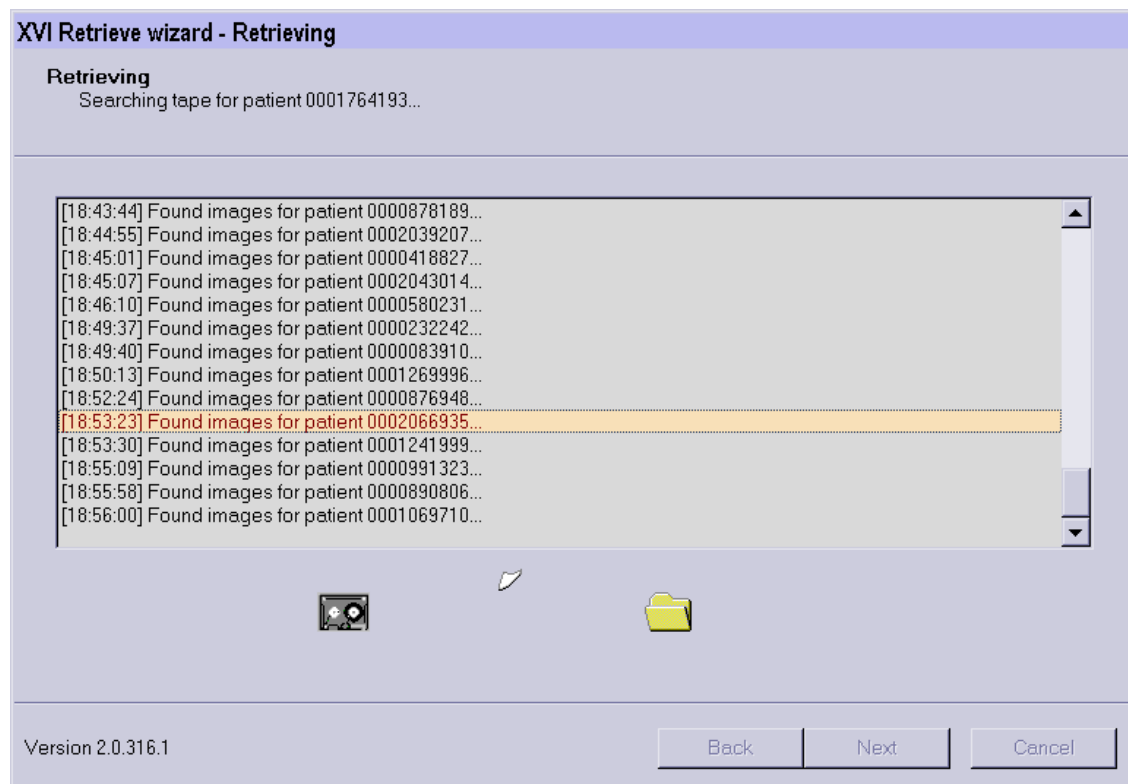 XVI Retrieve wizard - Retrieving
Retrieving
Searching tape for patient 0001764193...
[18:43:44] Found images for patient 0000878189...
[18:44:55] Found images for patient 0002039207...
[18:45:01] Found images for patient 0000418827...
[18:45:07] Found images for patient 0002043014...
[18:46:10] Found images for patient 0000580231...
[18:49:37] Found images for patient 0000232242...
[18:49:40] Found images for patient 0000083910...
[18:50:13] Found images for patient 0001269996...
[18:52:24] Found images for patient 0000876948...
[18:53:23] Found images for patient 0002066935...
[18:53:30] Found images for patient 0001241999...
[18:55:09] Found images for patient 0000991323...
[18:55:58] Found images for patient 0000890806...
[18:56:00] Found images for patient 0001069710...
Version 2.0.316.1
Back
Next
Cancel